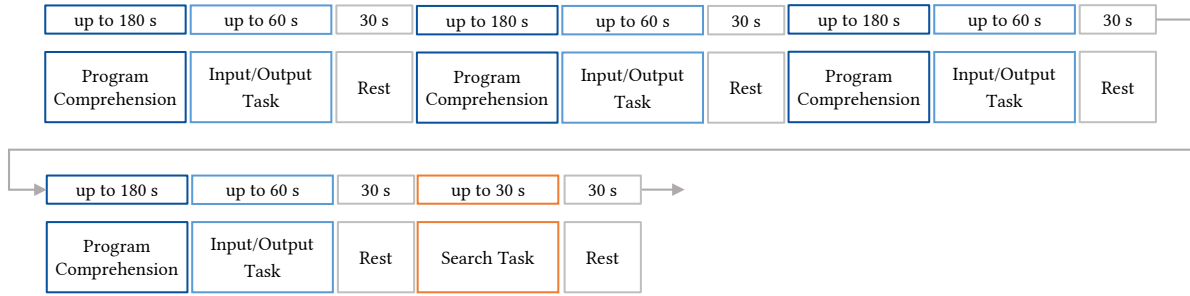 up to 180 s up to 60 s 30 s up to 180 s up to 60 s 30 s up to 180 s up to 60 s 30 s
Program Comprehension Input/Output Task Rest Program Comprehension Input/Output Task Rest Program Comprehension Input/Output Task Rest
up to 180 s up to 60 s 30 s up to 30 s 30 s
Program Comprehension Input/Output Task Rest Search Task Rest